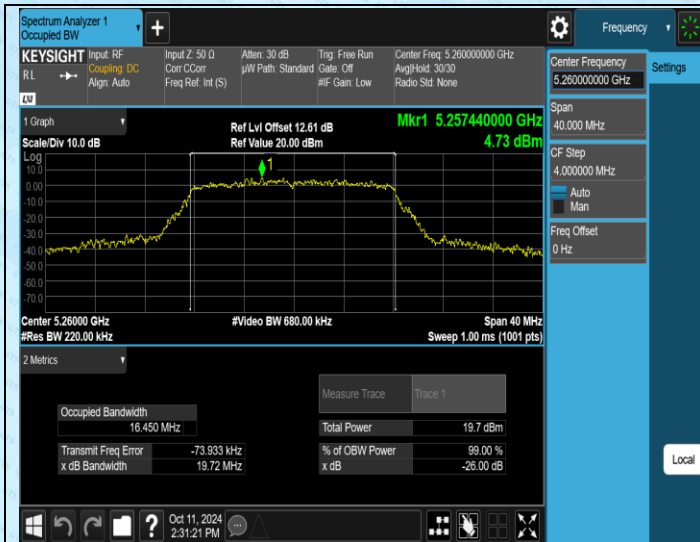 Spectrum Analyzer 1
Occupied BW
Frequency
KEYSIGHT
RL
LXI
Input: RF
Coupling: DC
Align: Auto
Input Z: 50 Ω
Corr CCorr
Freq Ref: Int (S)
Atten: 30 dB
µW Path: Standard
Trig: Free Run
Gate: Off
#IF Gain: Low
Center Freq: 5.260000000 GHz
Avg|Hold: 30/30
Radio Std: None
Center Frequency
5.260000000 GHz
Settings
Span
40.000 MHz
CF Step
4.000000 MHz
Auto
Man
Freq Offset
0 Hz
Local
1 Graph
Scale/Div 10.0 dB
Ref Lvl Offset 12.61 dB
Ref Value 20.00 dBm
Mkr1 5.257440000 GHz
4.73 dBm
Log
10.0
0.00
-10.0
-20.0
-30.0
-40.0
-50.0
-60.0
-70.0
1
Center 5.26000 GHz
#Res BW 220.00 kHz
#Video BW 680.00 kHz
Span 40 MHz
Sweep 1.00 ms (1001 pts)
2 Metrics
Measure Trace Trace 1
Occupied Bandwidth
16.450 MHz
Total Power 19.7 dBm
Transmit Freq Error -73.933 kHz
% of OBW Power 99.00 %
x dB Bandwidth 19.72 MHz
x dB -26.00 dB
Oct 11, 2024
2:31:21 PM